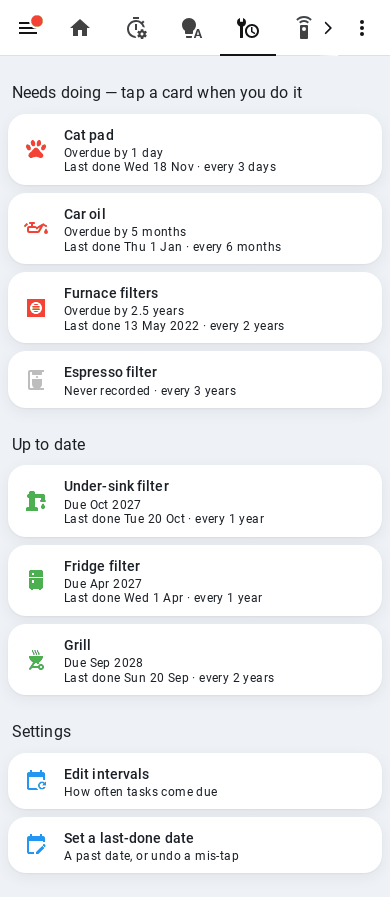 A
Needs doing — tap a card when you do it
Cat pad
Overdue by 1 day
Last done Wed 18 Nov · every 3 days
Car oil
Overdue by 5 months
Last done Thu 1 Jan · every 6 months
Furnace filters
Overdue by 2.5 years
Last done 13 May 2022 · every 2 years
Espresso filter
Never recorded · every 3 years
Up to date
Under-sink filter
Due Oct 2027
Last done Tue 20 Oct · every 1 year
Fridge filter
Due Apr 2027
Last done Wed 1 Apr · every 1 year
Grill
Due Sep 2028
Last done Sun 20 Sep · every 2 years
Settings
Edit intervals
How often tasks come due
Set a last-done date
A past date, or undo a mis-tap